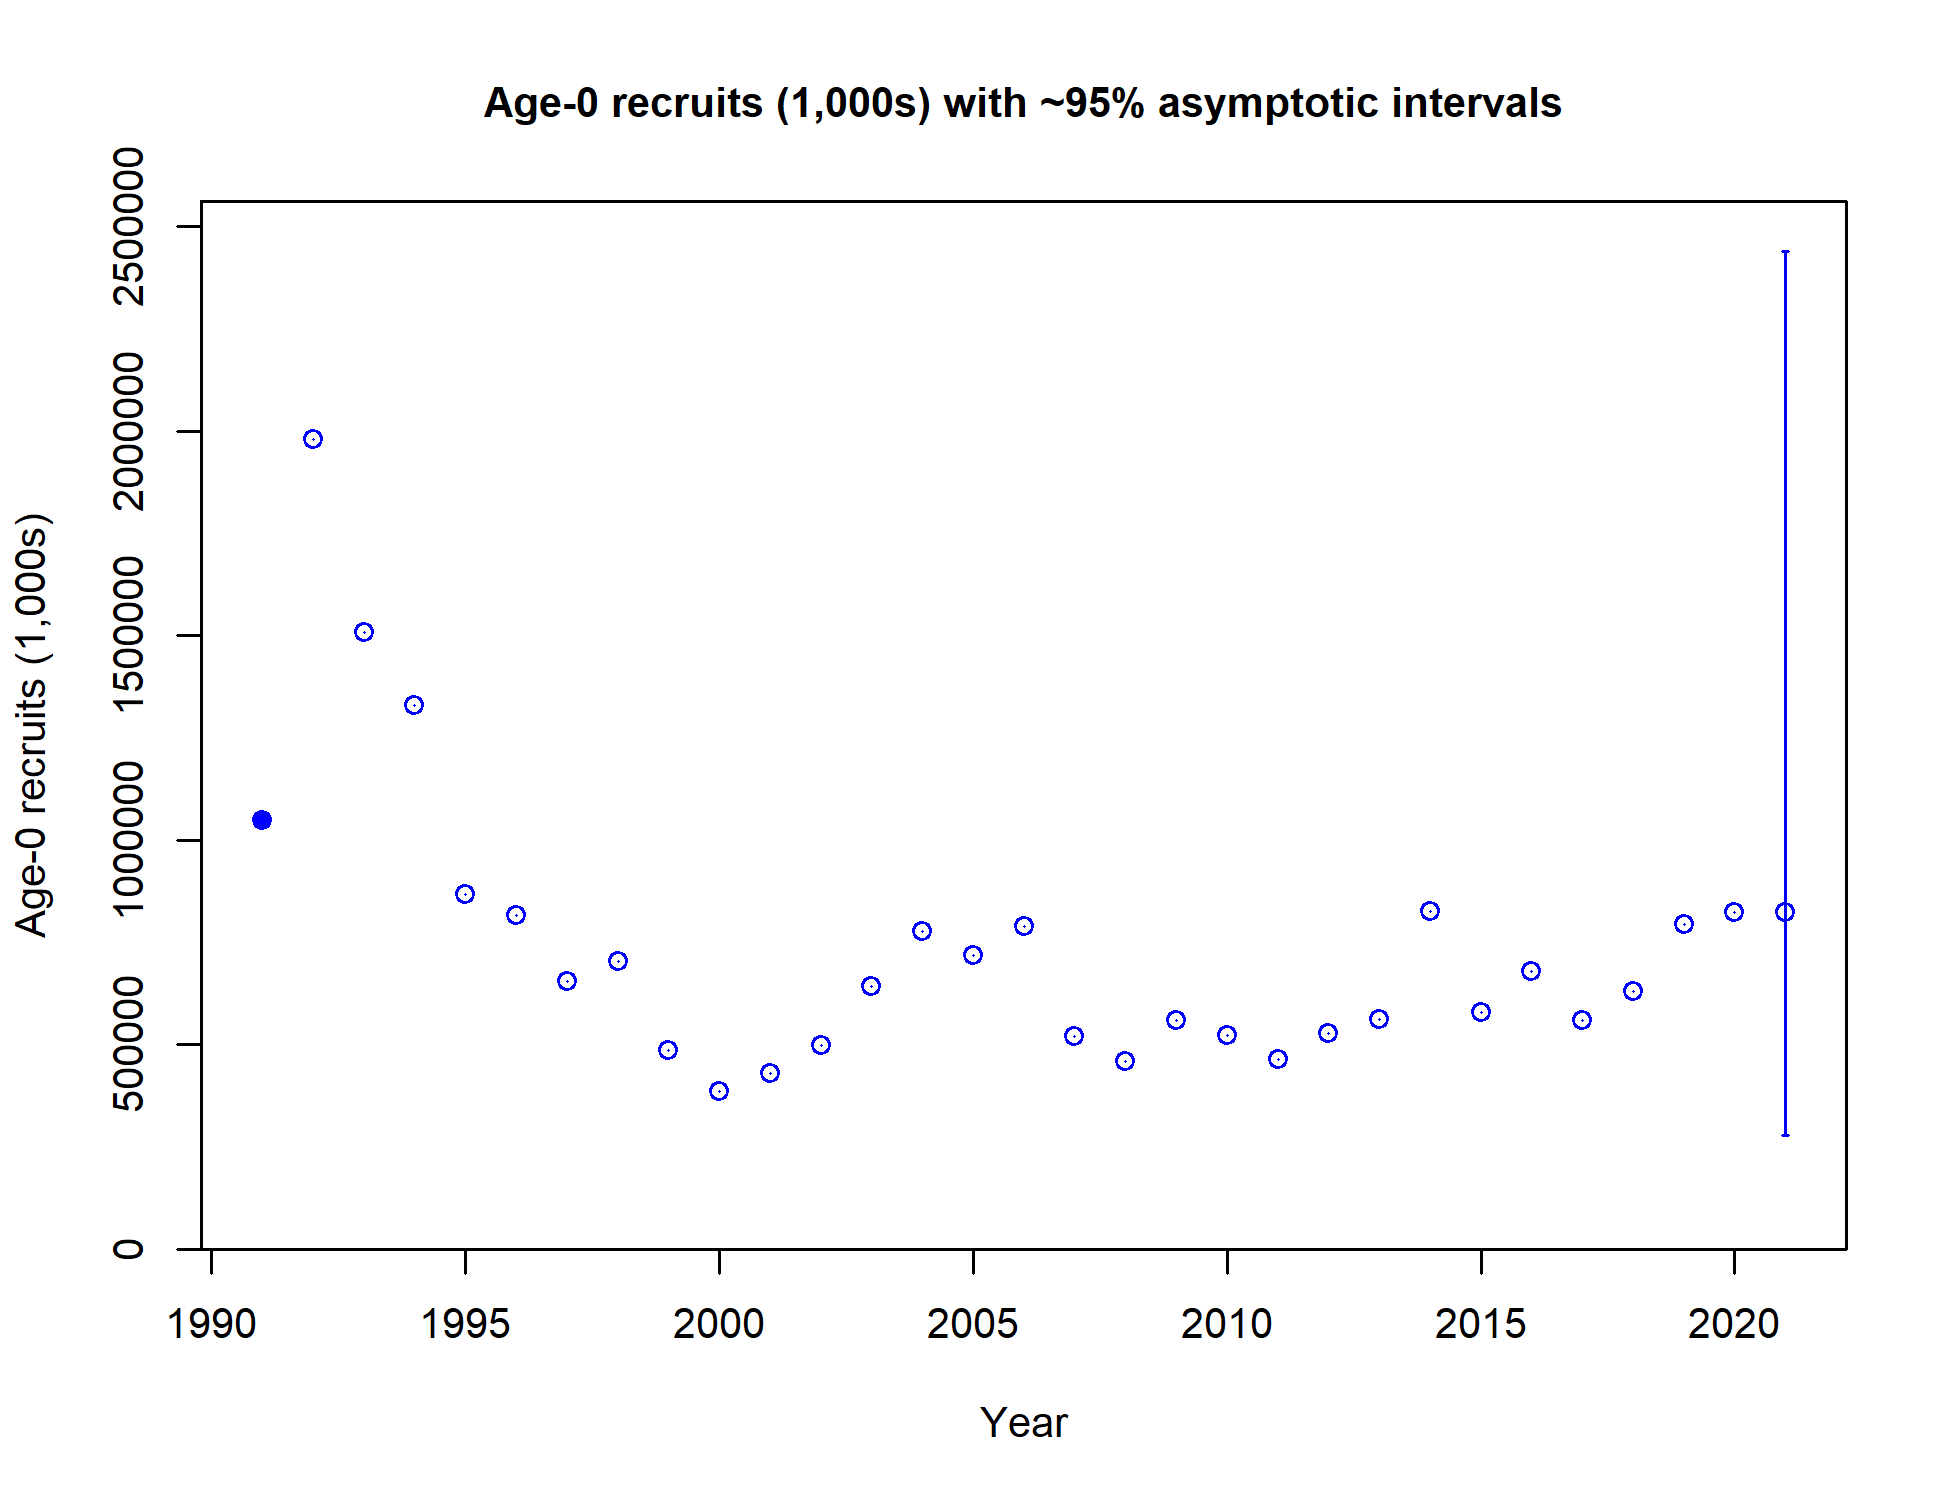 Age-0 recruits (1,000s) with ~95% asymptotic intervals
Age-0 recruits (1,000s)
2500000
2000000
1500000
1000000
500000
0
1990 1995 2000 2005 2010 2015 2020
Year